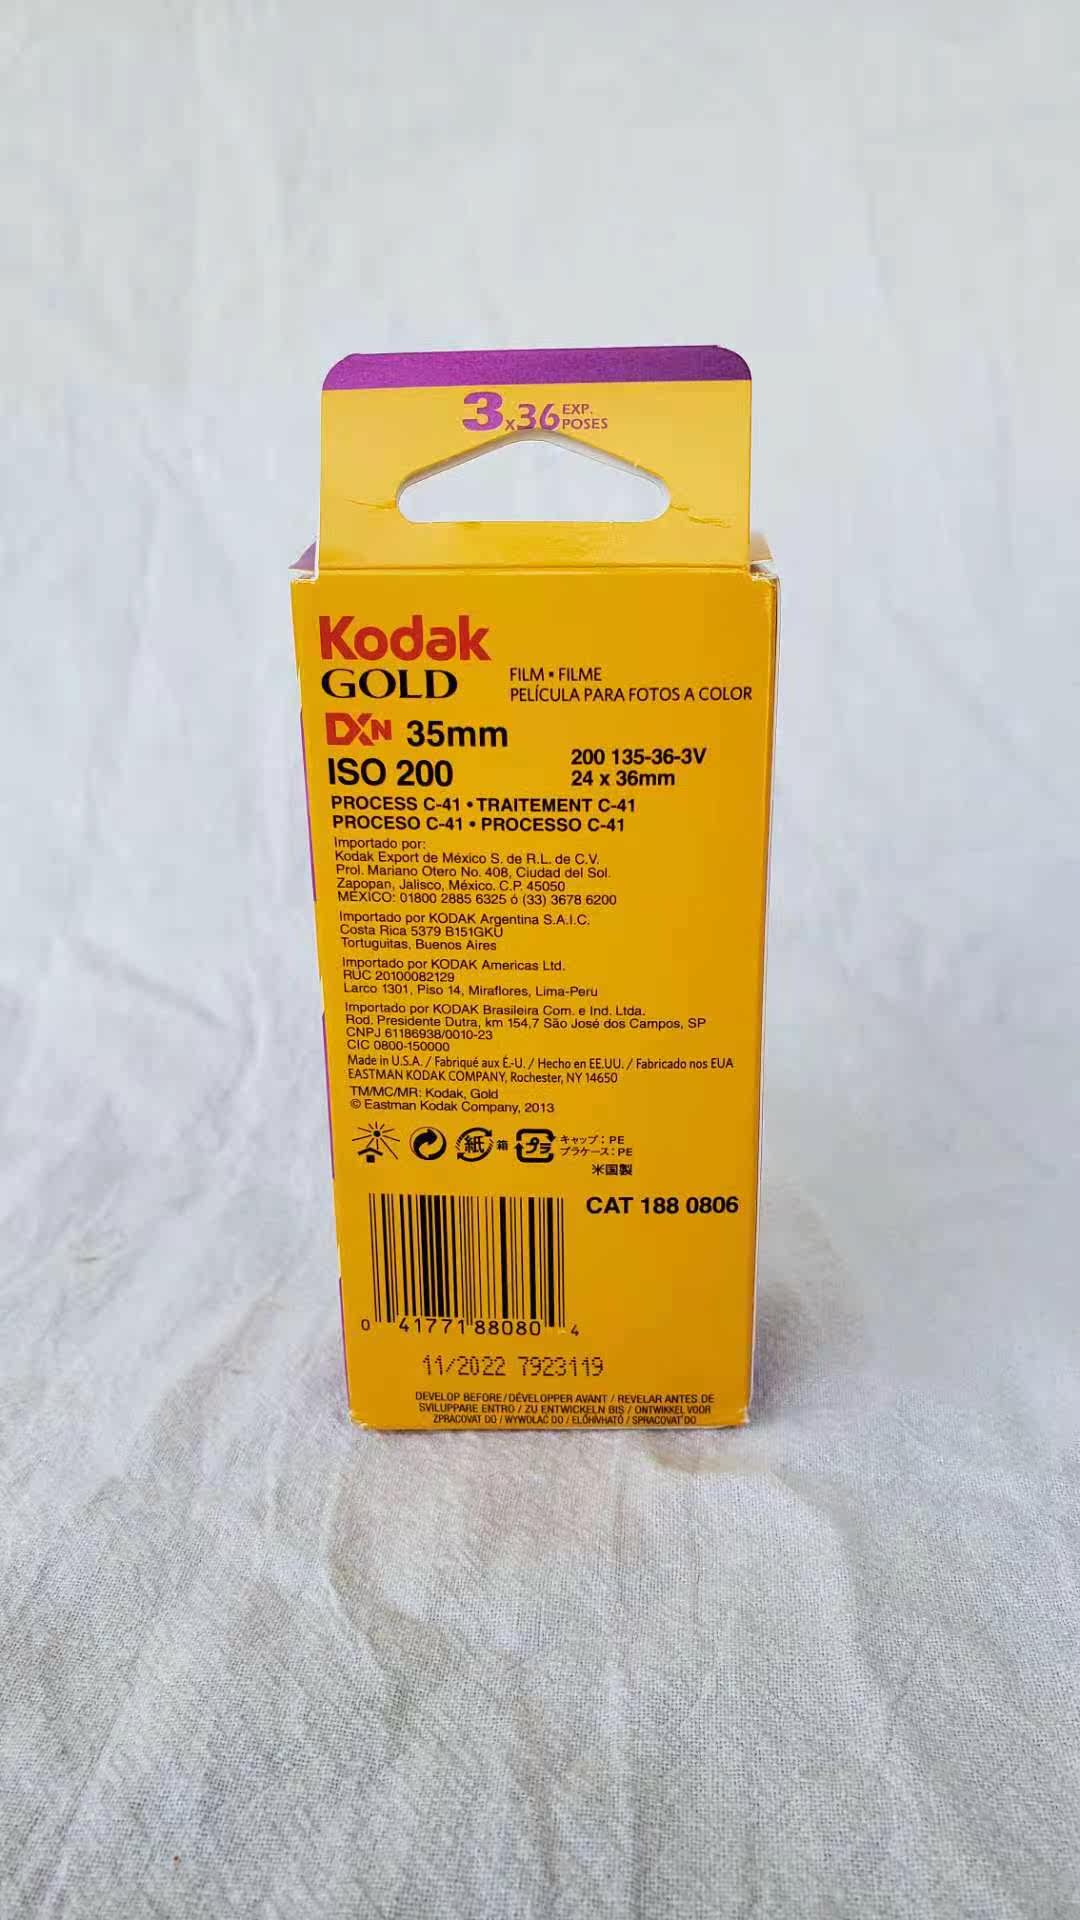 3x36 EXP. POSES
Kodak
GOLD
FILM ▪ FILME
PELÍCULA PARA FOTOS A COLOR
DXN 35mm
ISO 200
200 135-36-3V
24 x 36mm
PROCESS C-41 • TRAITEMENT C-41
PROCESO C-41 • PROCESSO C-41
Importado por:
Kodak Export de México S. de R.L. de C.V.
Prol. Mariano Otero No. 408, Ciudad del Sol.
Zapopan, Jalisco, México. C.P. 45050
MÉXICO: 01800 2885 6325 ó (33) 3678 6200
Importado por KODAK Argentina S.A.I.C.
Costa Rica 5379 B151GKU
Tortuguitas, Buenos Aires
Importado por KODAK Americas Ltd.
RUC 20100082129
Larco 1301, Piso 14, Miraflores, Lima-Peru
Importado por KODAK Brasileira Com. e Ind. Ltda.
Rod. Presidente Dutra, km 154,7 São José dos Campos, SP
CNPJ 61186938/0010-23
CIC 0800-150000
Made in U.S.A. / Fabriqué aux É.-U. / Hecho en EE.UU. / Fabricado nos EUA
EASTMAN KODAK COMPANY, Rochester, NY 14650
TM/MC/MR: Kodak, Gold
© Eastman Kodak Company, 2013
紙 箱 プラ キャップ : PE
プラケース : PE
米国製
CAT 188 0806
0 41771 88080 4
11/2022 7923119
DEVELOP BEFORE / DÉVELOPPER AVANT / REVELAR ANTES DE
SVILUPPARE ENTRO / ZU ENTWICKELN BIS / ONTWIKKEL VOOR
ZPRACOVAT DO / WYWOŁAĆ DO / ELŐHÍVHATÓ / SPRACOVAŤ DO